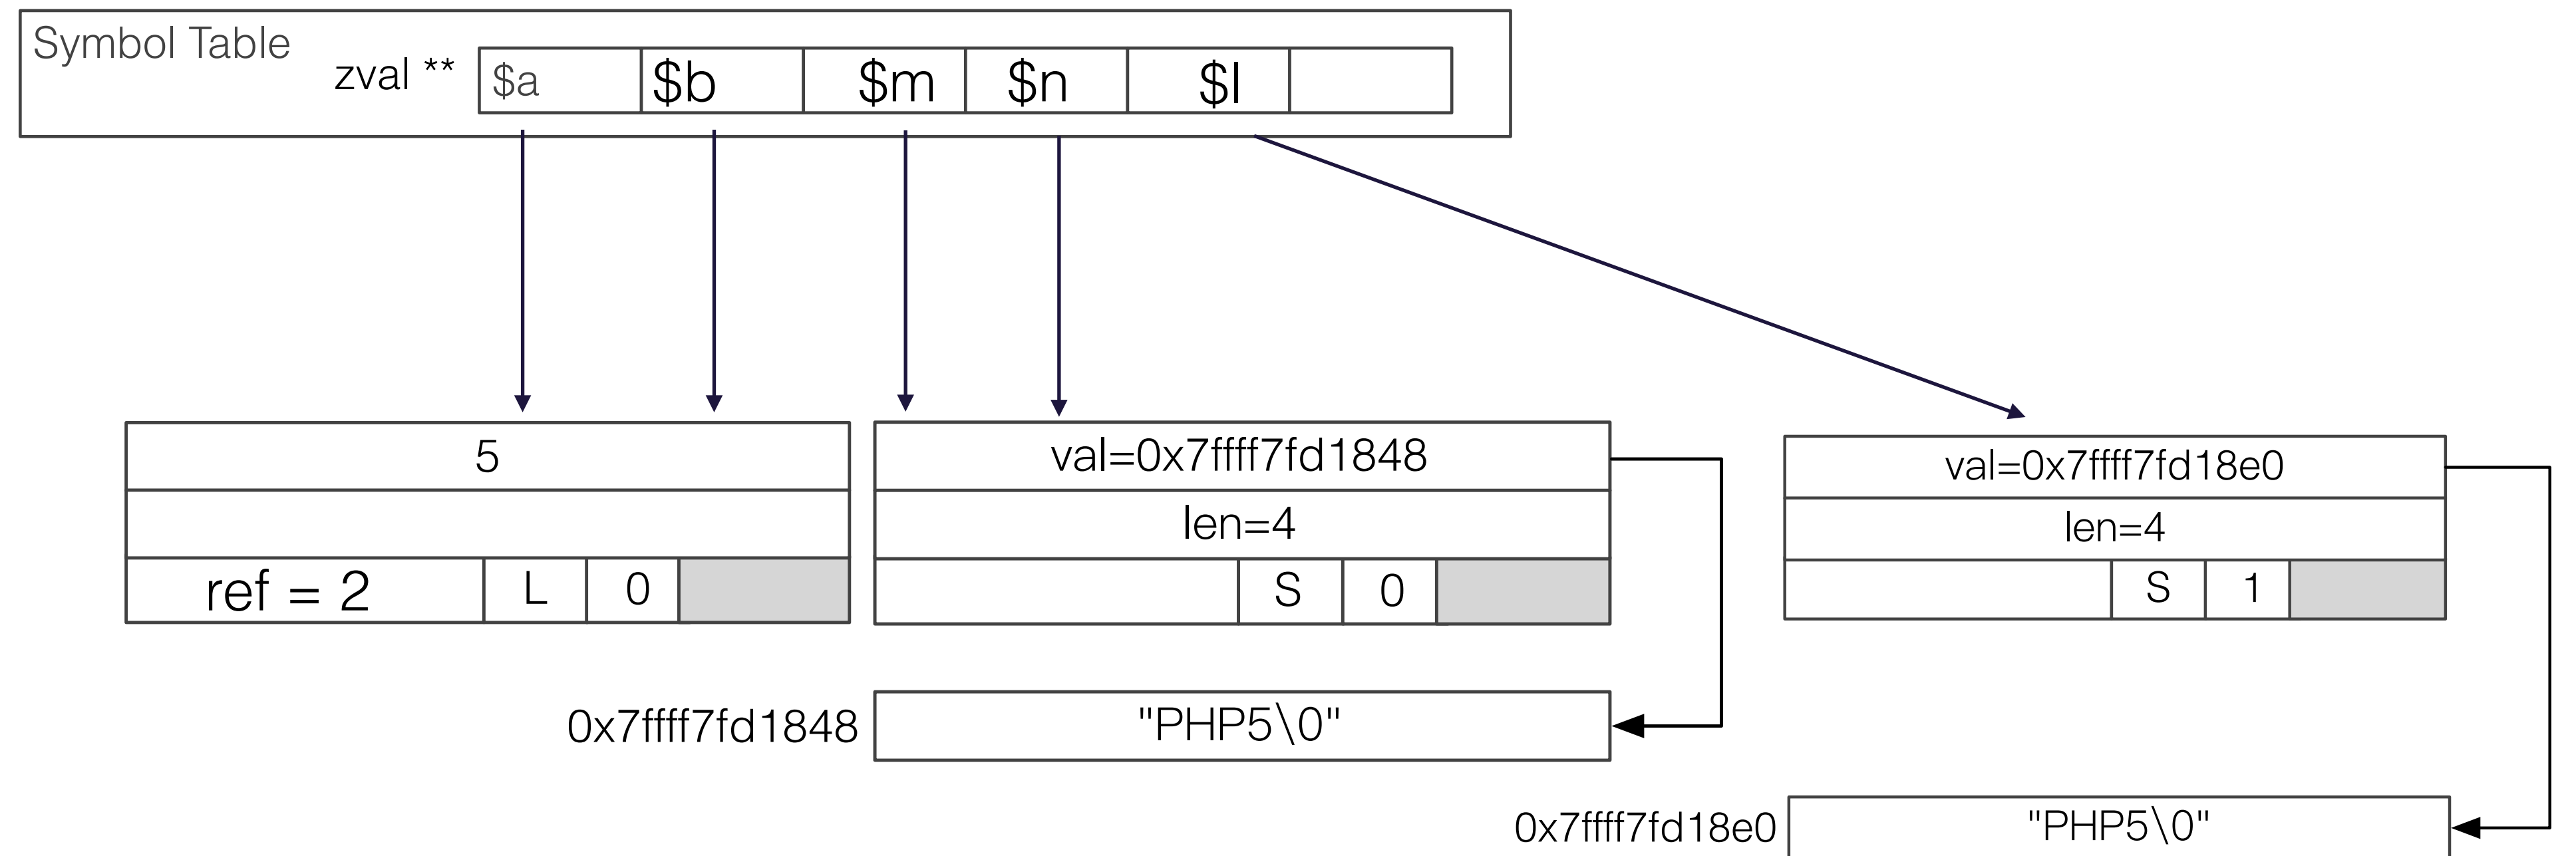 Symbol Table
zval ** $a $b $m $n $l
5
ref = 2 L 0
val=0x7ffff7fd1848
len=4
S 0
val=0x7ffff7fd18e0
len=4
S 1
0x7ffff7fd1848 "PHP5\0"
0x7ffff7fd18e0 "PHP5\0"